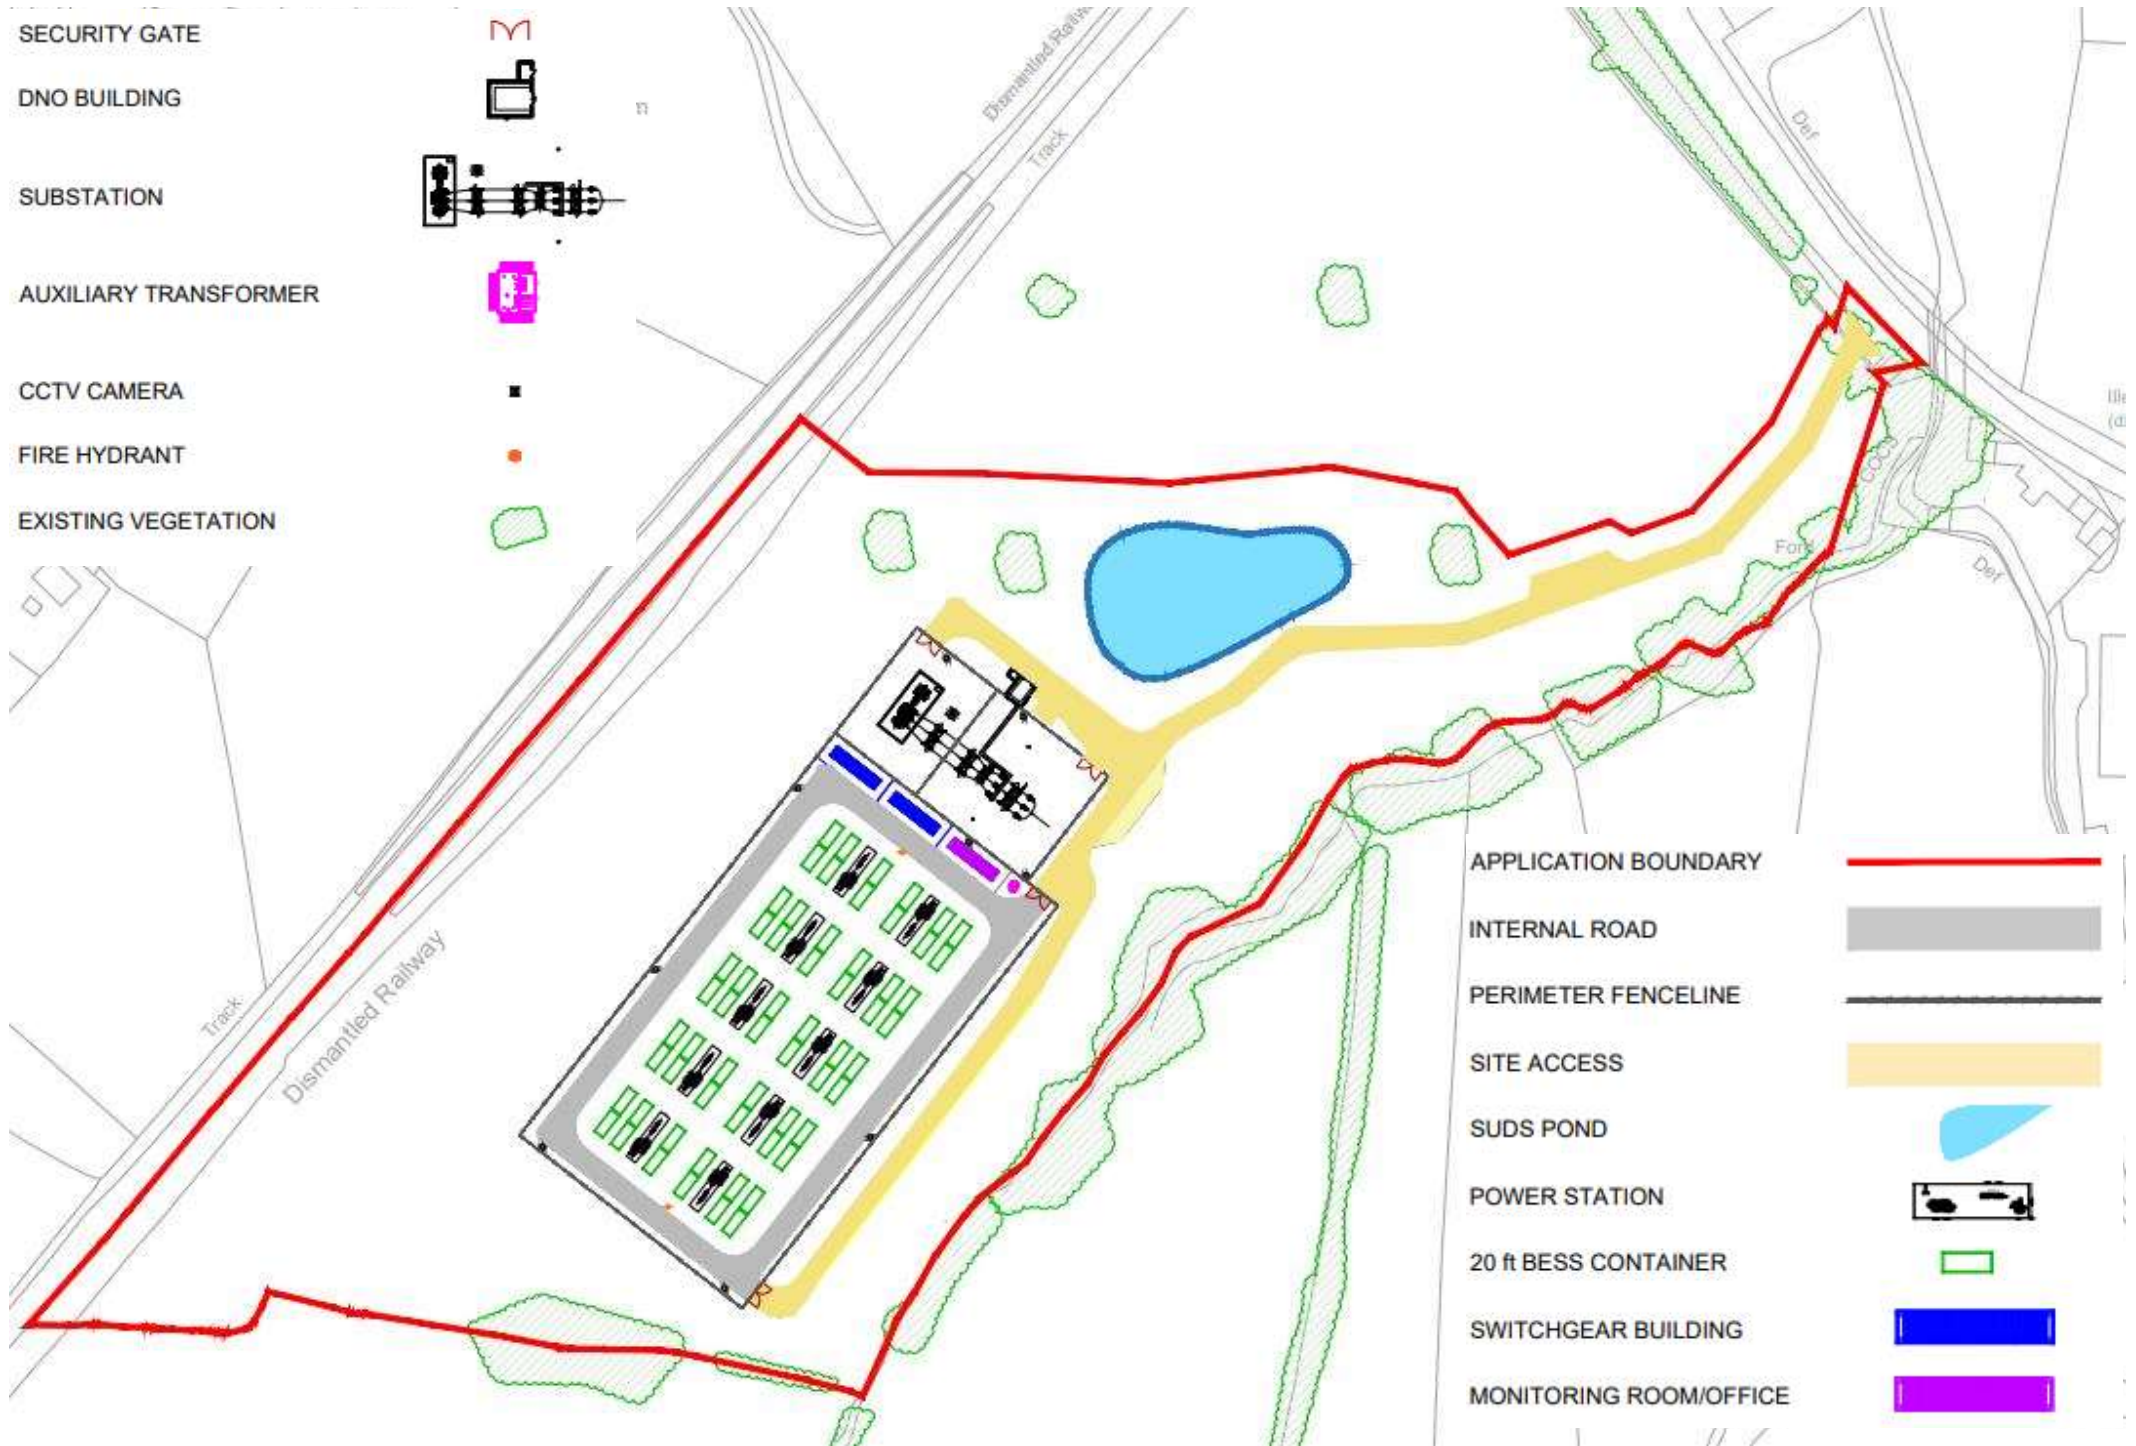 SECURITY GATE
DNO BUILDING
SUBSTATION
AUXILIARY TRANSFORMER
CCTV CAMERA
FIRE HYDRANT
EXISTING VEGETATION
Dismantled Railway
Track
Def
Ford
Def
Track
Dismantled Railway
APPLICATION BOUNDARY
INTERNAL ROAD
PERIMETER FENCELINE
SITE ACCESS
SUDS POND
POWER STATION
20 ft BESS CONTAINER
SWITCHGEAR BUILDING
MONITORING ROOM/OFFICE